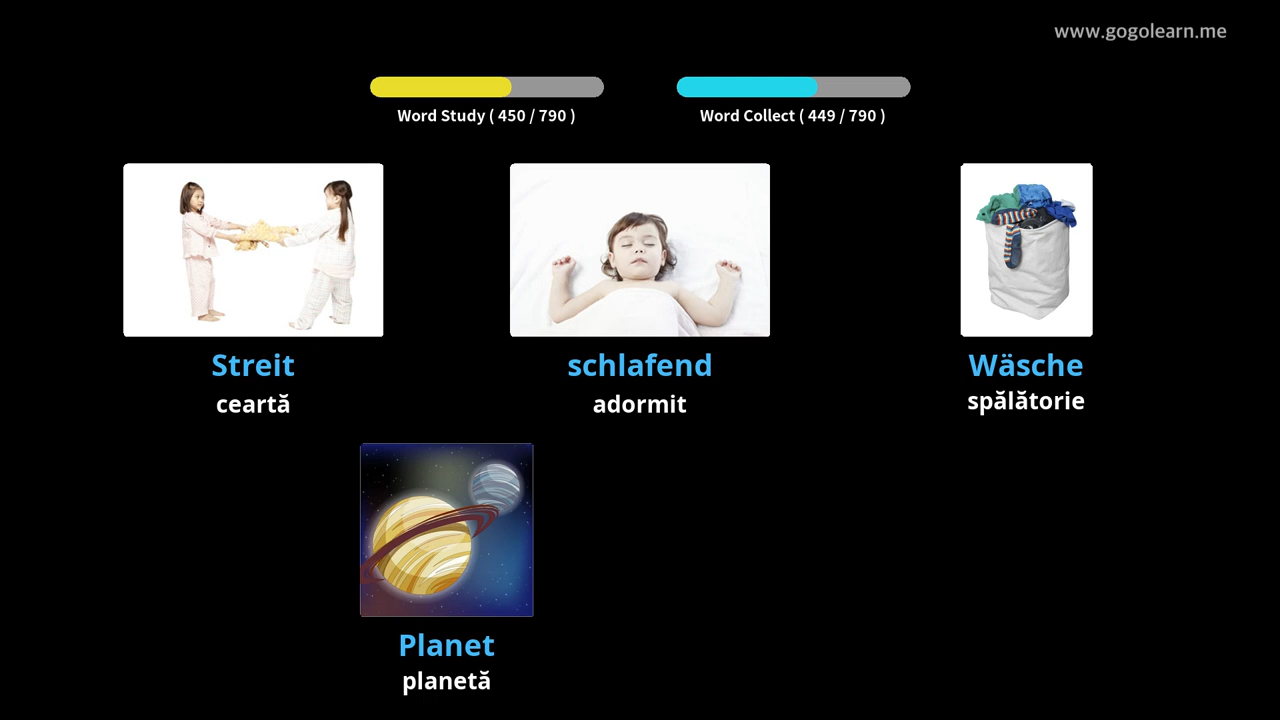 www.gogolearn.me
Word Study ( 450 / 790 )
Word Collect ( 449 / 790 )
Streit
ceartă
schlafend
adormit
Wäsche
spălătorie
Planet
planetă